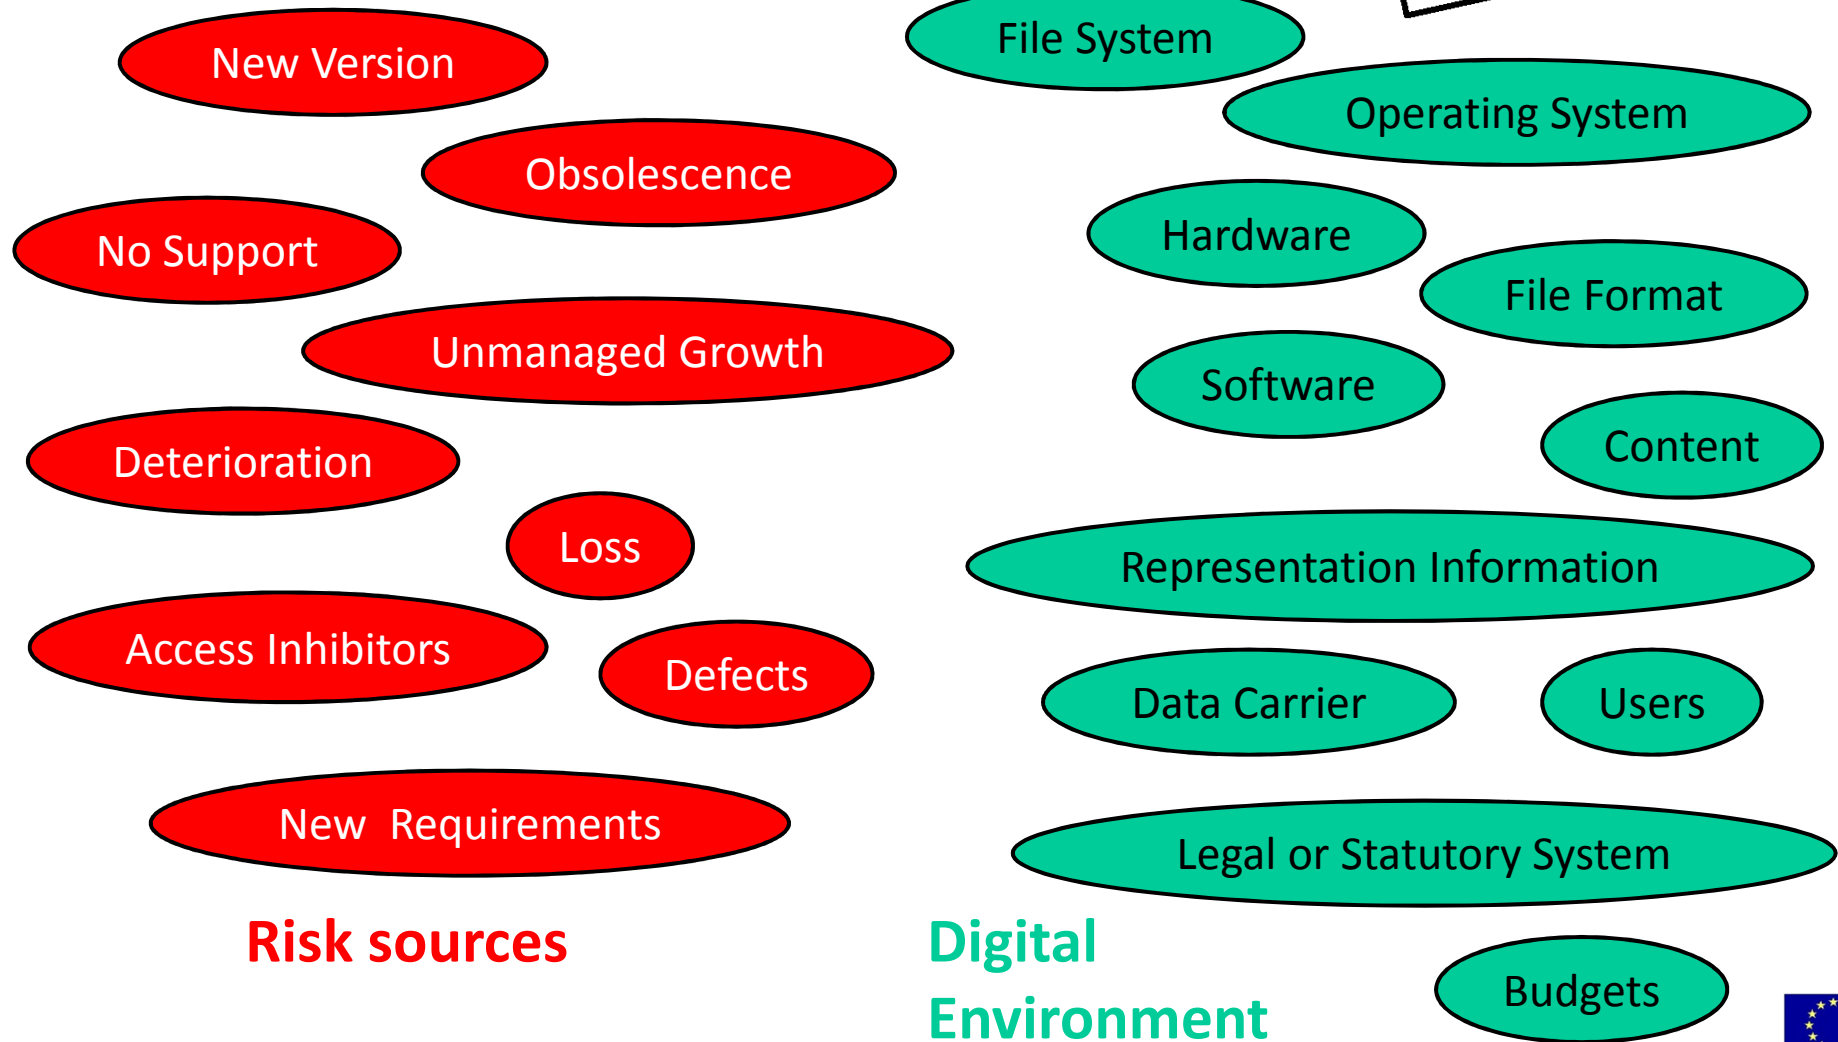 New Version
Obsolescence
No Support
Unmanaged Growth
Deterioration
Loss
Access Inhibitors
Defects
New  Requirements
Risk sources
File System
Operating System
Hardware
File Format
Software
Content
Representation Information
Data Carrier
Users
Legal or Statutory System
Digital
Environment
Budgets